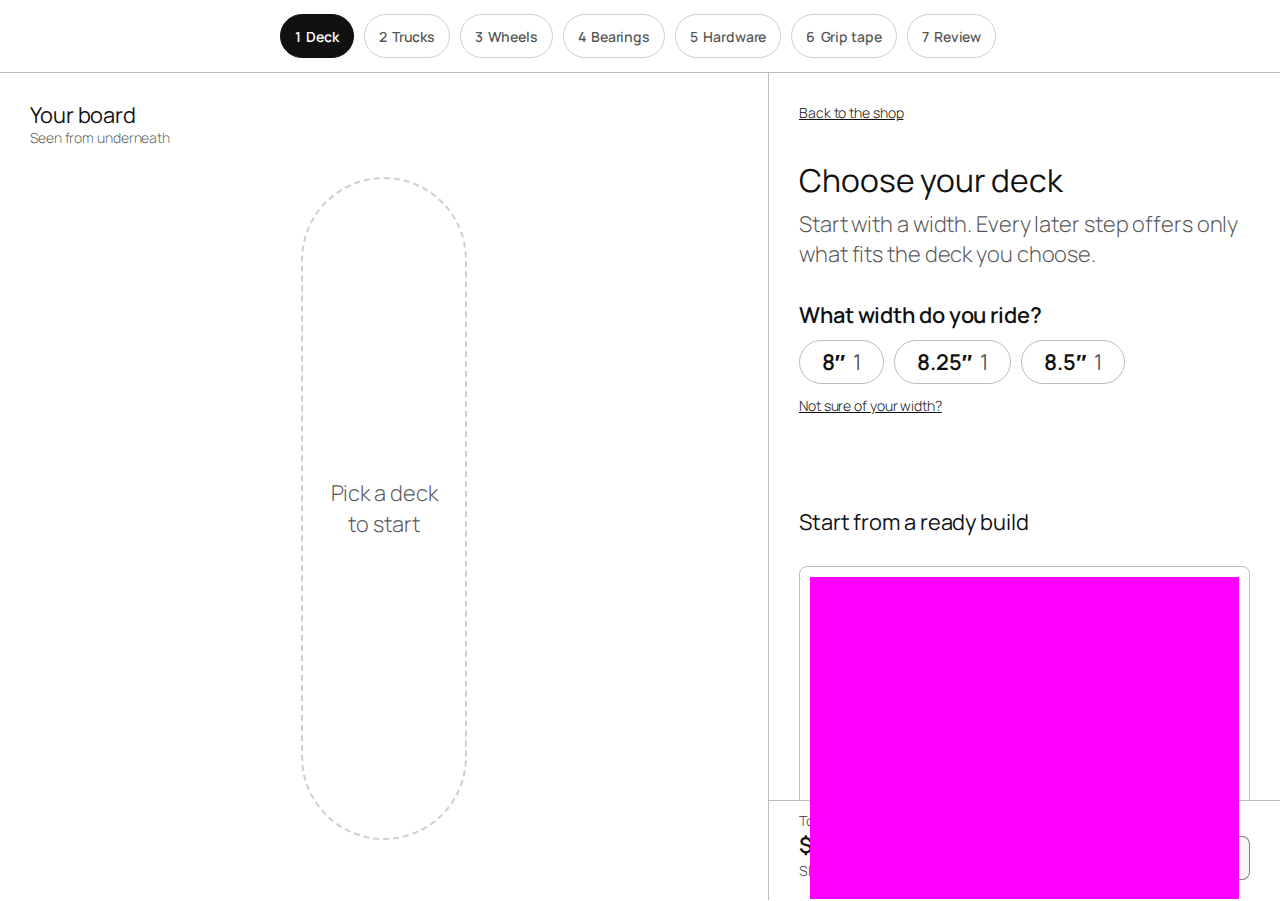 1 Deck
2 Trucks
3 Wheels
4 Bearings
5 Hardware
6 Grip tape
7 Review
Your board
Seen from underneath
Pick a deck
to start
Back to the shop
Choose your deck
Start with a width. Every later step offers only
what fits the deck you choose.
What width do you ride?
8″ 1
8.25″ 1
8.5″ 1
Not sure of your width?
Start from a ready build
$